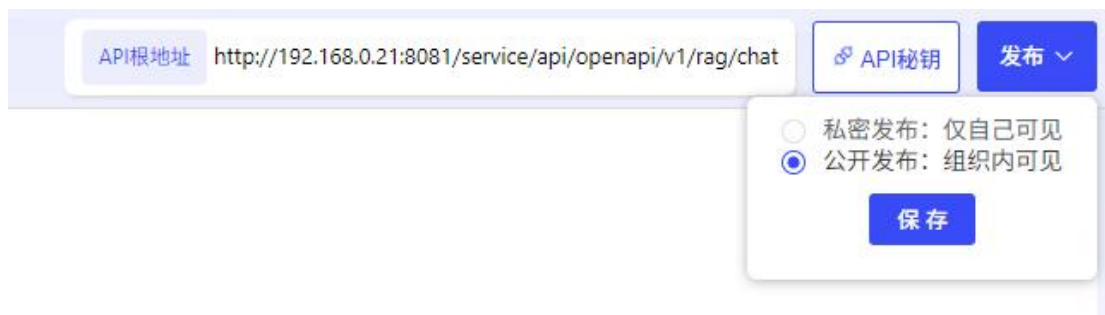 API根地址 http://192.168.0.21:8081/service/api/openapi/v1/rag/chat API秘钥 发布
私密发布：仅自己可见
公开发布：组织内可见
保存